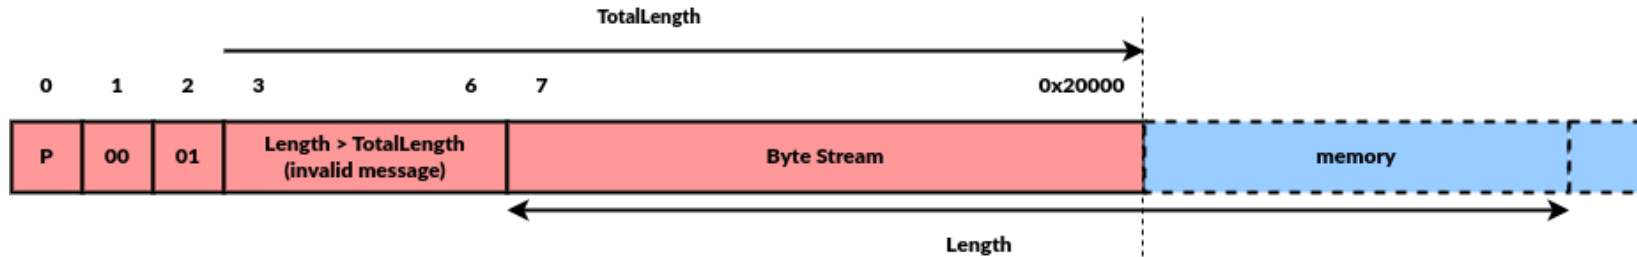 TotalLength
0 1 2 3 6 7 0x20000
P 00 01 Length > TotalLength
(invalid message) Byte Stream memory
Length